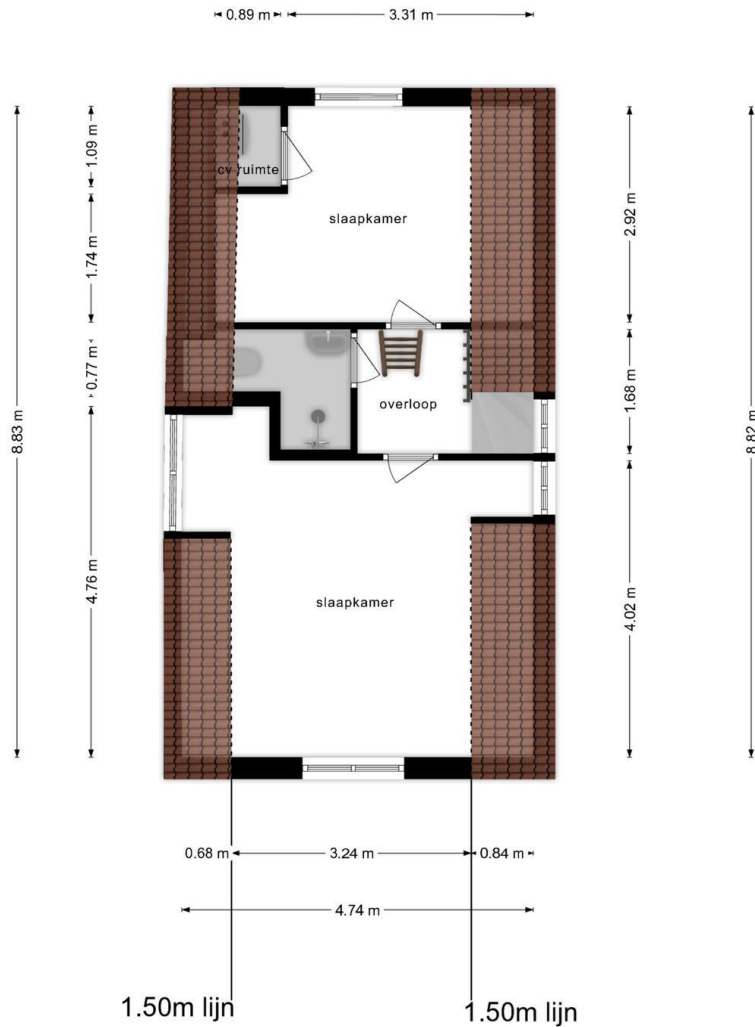 0.89 m
3.31 m
1.09 m
cv ruimte
2.92 m
slaapkamer
1.74 m
0.77 m
overloop
1.68 m
8.83 m
8.82 m
4.76 m
slaapkamer
4.02 m
0.68 m
3.24 m
0.84 m
4.74 m
1.50m lijn
1.50m lijn